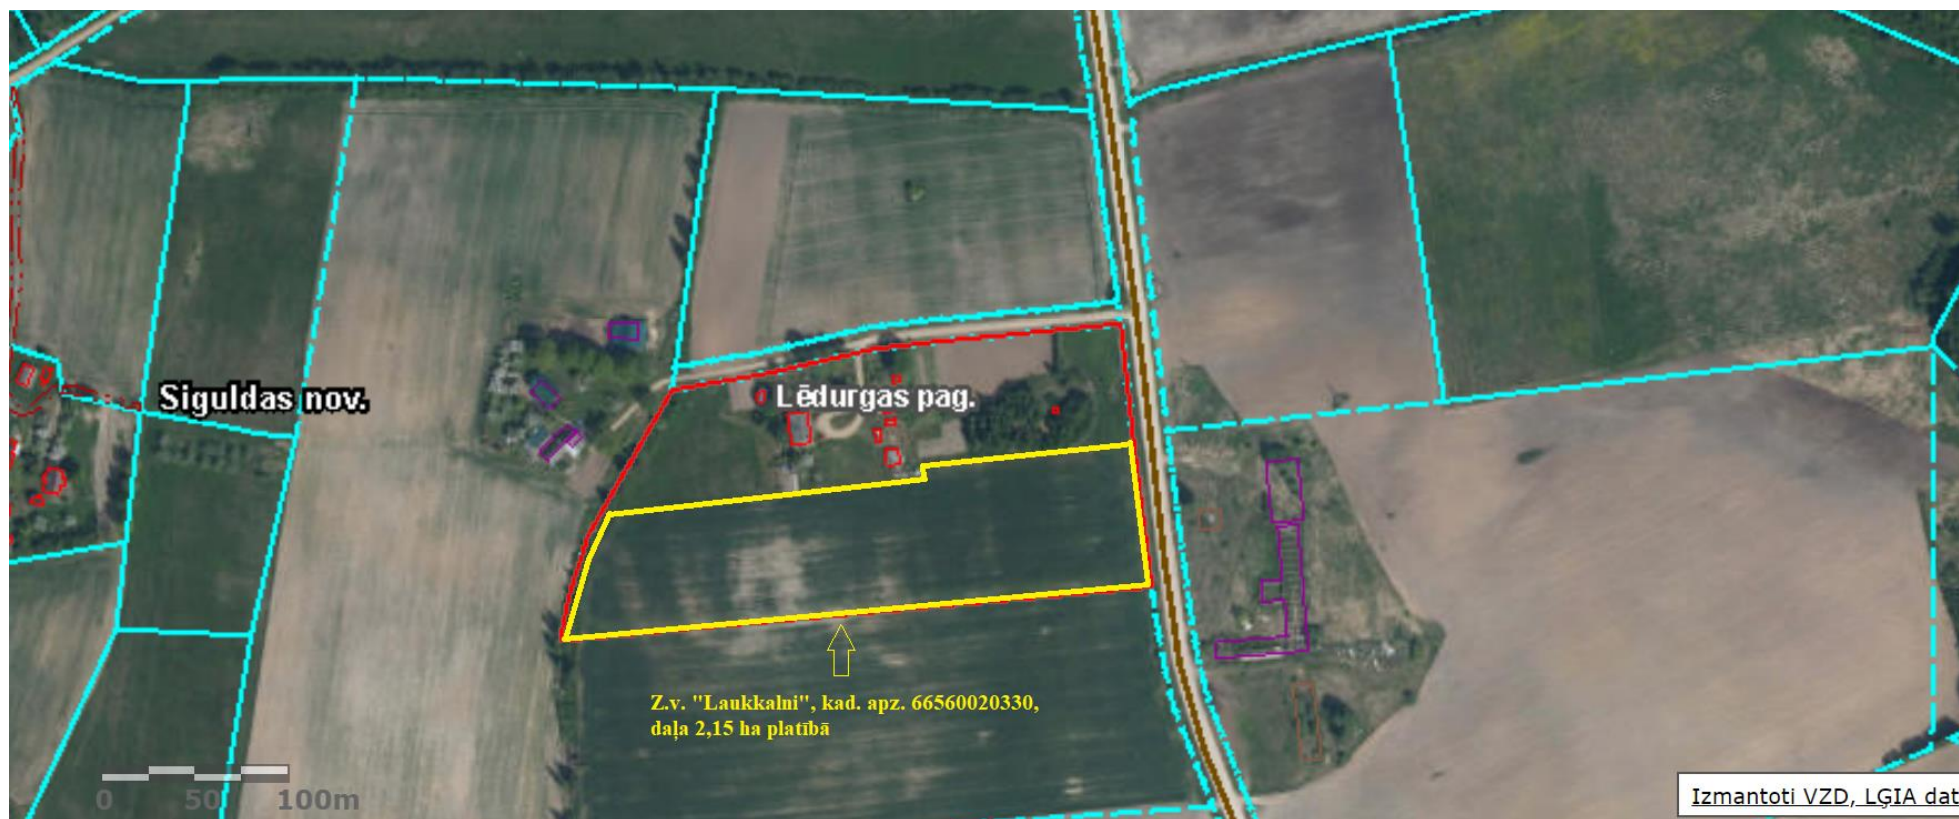 Siguldas nov.
Lēdurgas pag.
Z.v. "Laukkalni", kad. apz. 66560020330,
daļa 2,15 ha platībā
0 50 100m
Izmantoti VZD, LĢIA dat